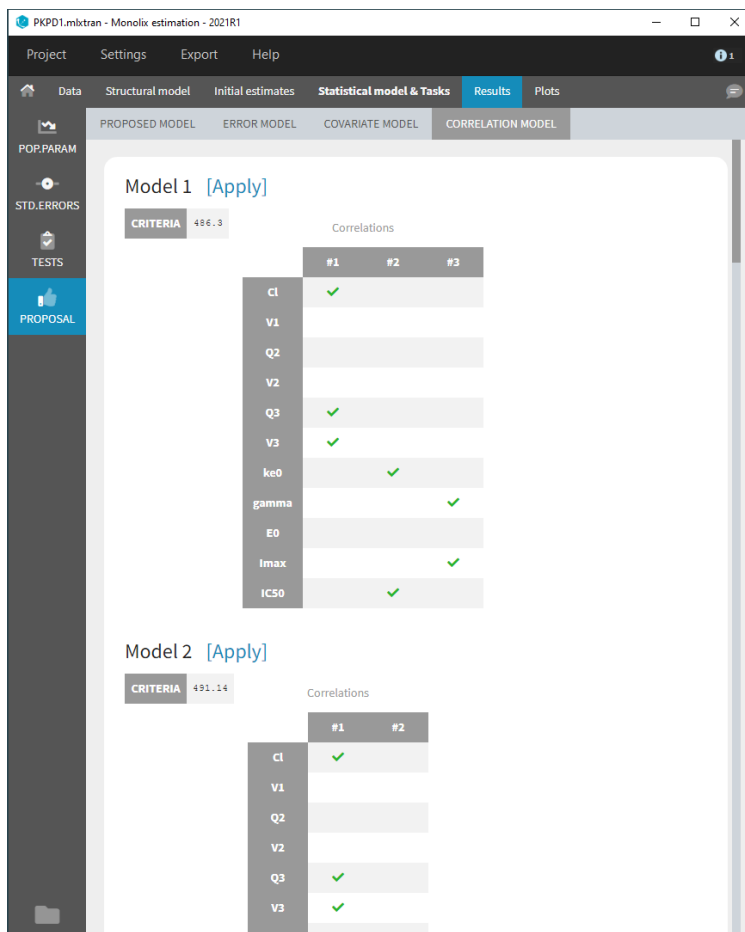 PKPD1.mlxtran - Monolix estimation - 2021R1
Project Settings Export Help 1
Data Structural model Initial estimates Statistical model & Tasks Results Plots
POP.PARAM
STD.ERRORS
TESTS
PROPOSAL
PROPOSED MODEL ERROR MODEL COVARIATE MODEL CORRELATION MODEL
Model 1 [Apply]
CRITERIA 486.3
Correlations
#1 #2 #3
Cl
V1
Q2
V2
Q3
V3
ke0
gamma
E0
Imax
IC50
Model 2 [Apply]
CRITERIA 491.14
Correlations
#1 #2
Cl
V1
Q2
V2
Q3
V3